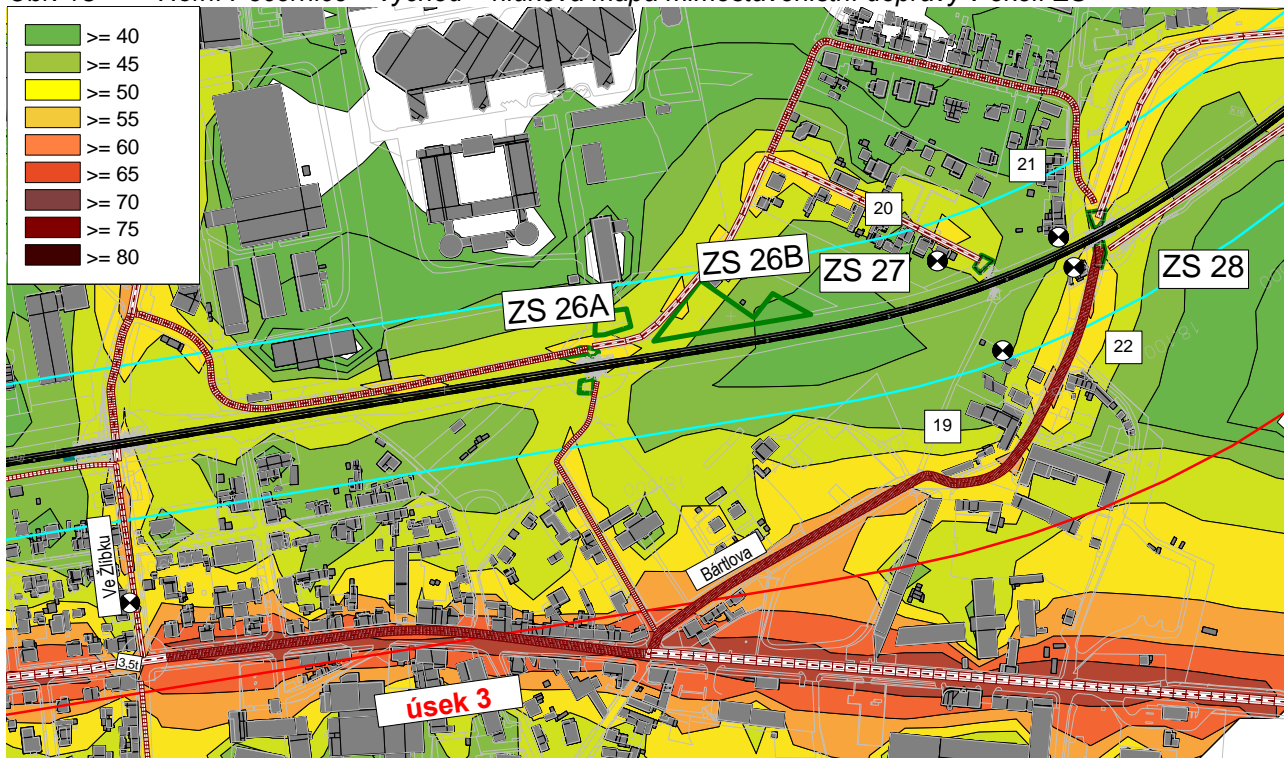 >= 40
>= 45
>= 50
>= 55
>= 60
>= 65
>= 70
>= 75
>= 80
21
20
ZS 26B
ZS 27
ZS 28
ZS 26A
22
19
Ve Žlíbku
Bártlova
3,5t
úsek 3